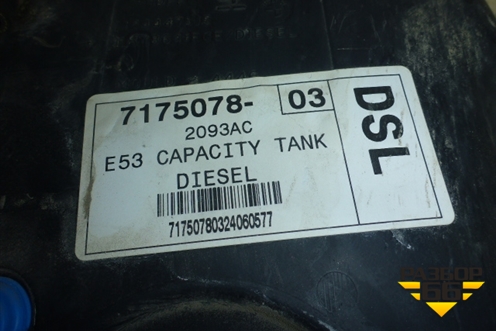 7175078- 03
2093AC
E53 CAPACITY TANK
DIESEL
71750780324060577
DSL
РАЗБОР
66